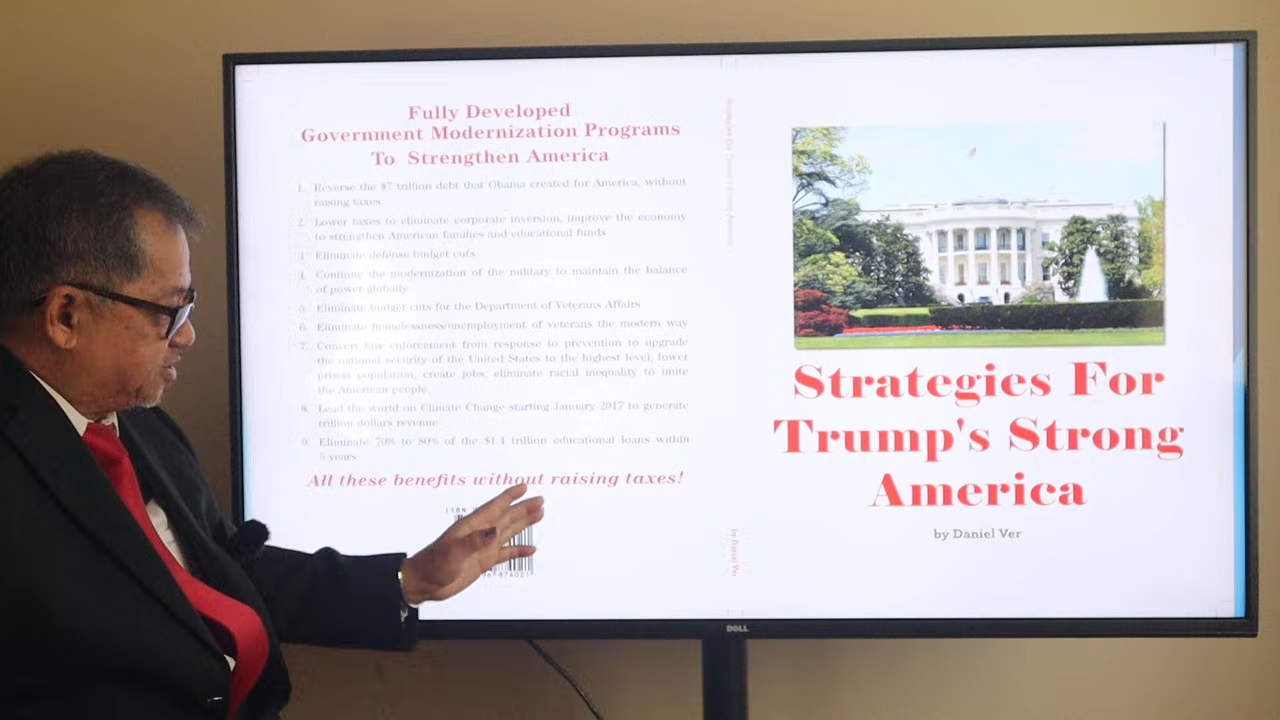 Fully Developed
Government Modernization Programs
To Strengthen America
1. Reverse the $7 trillion debt that Obama created for America, without
raising taxes
2. Lower taxes to eliminate corporate inversion, improve the economy
to strengthen American families and educational funds
3. Eliminate defense budget cuts
4. Continue the modernization of the military to maintain the balance
of power globally
5. Eliminate budget cuts for the Department of Veterans Affairs
6. Eliminate homelessness/unemployment of veterans the modern way
7. Convert law enforcement from response to prevention to upgrade
the national security of the United States to the highest level, lower
prison population, create jobs, eliminate racial inequality to unite
the American people
8. Lead the world on Climate Change starting January 2017 to generate
trillion dollars revenue
9. Eliminate 70% to 80% of the $1.4 trillion educational loans within
5 years
All these benefits without raising taxes!
ISBN
Strategies For Trump's Strong America
by Daniel Ver
Strategies For
Trump's Strong
America
by Daniel Ver
DELL